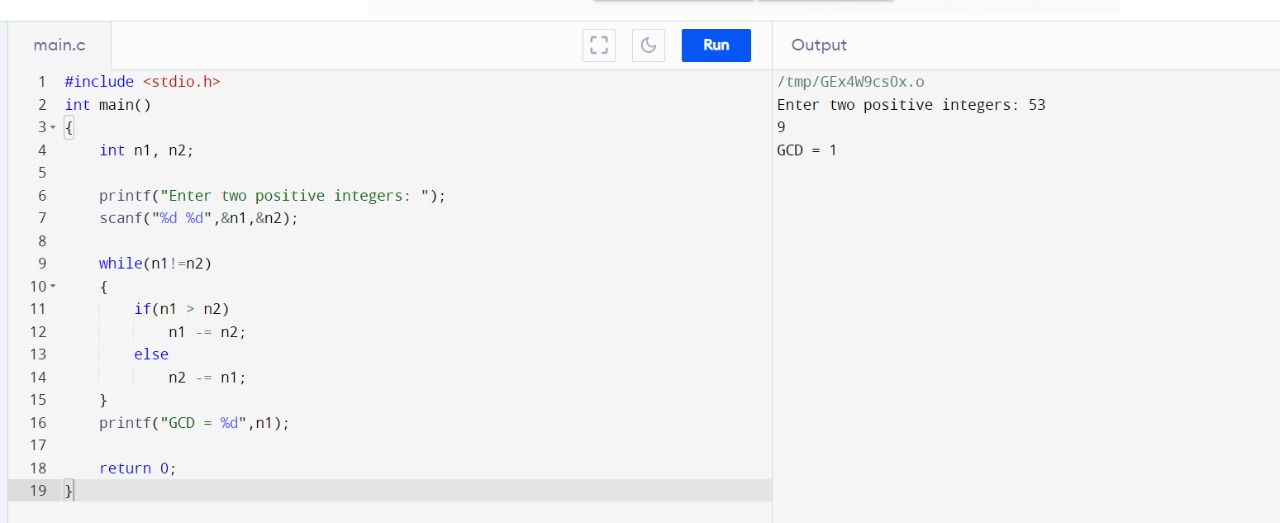 main.c
Run
1 #include <stdio.h>
2 int main()
3 {
4     int n1, n2;
5
6     printf("Enter two positive integers: ");
7     scanf("%d %d",&n1,&n2);
8
9     while(n1!=n2)
10     {
11         if(n1 > n2)
12             n1 -= n2;
13         else
14             n2 -= n1;
15     }
16     printf("GCD = %d",n1);
17
18     return 0;
19 }
Output
/tmp/GEx4W9csOx.o
Enter two positive integers: 53
9
GCD = 1